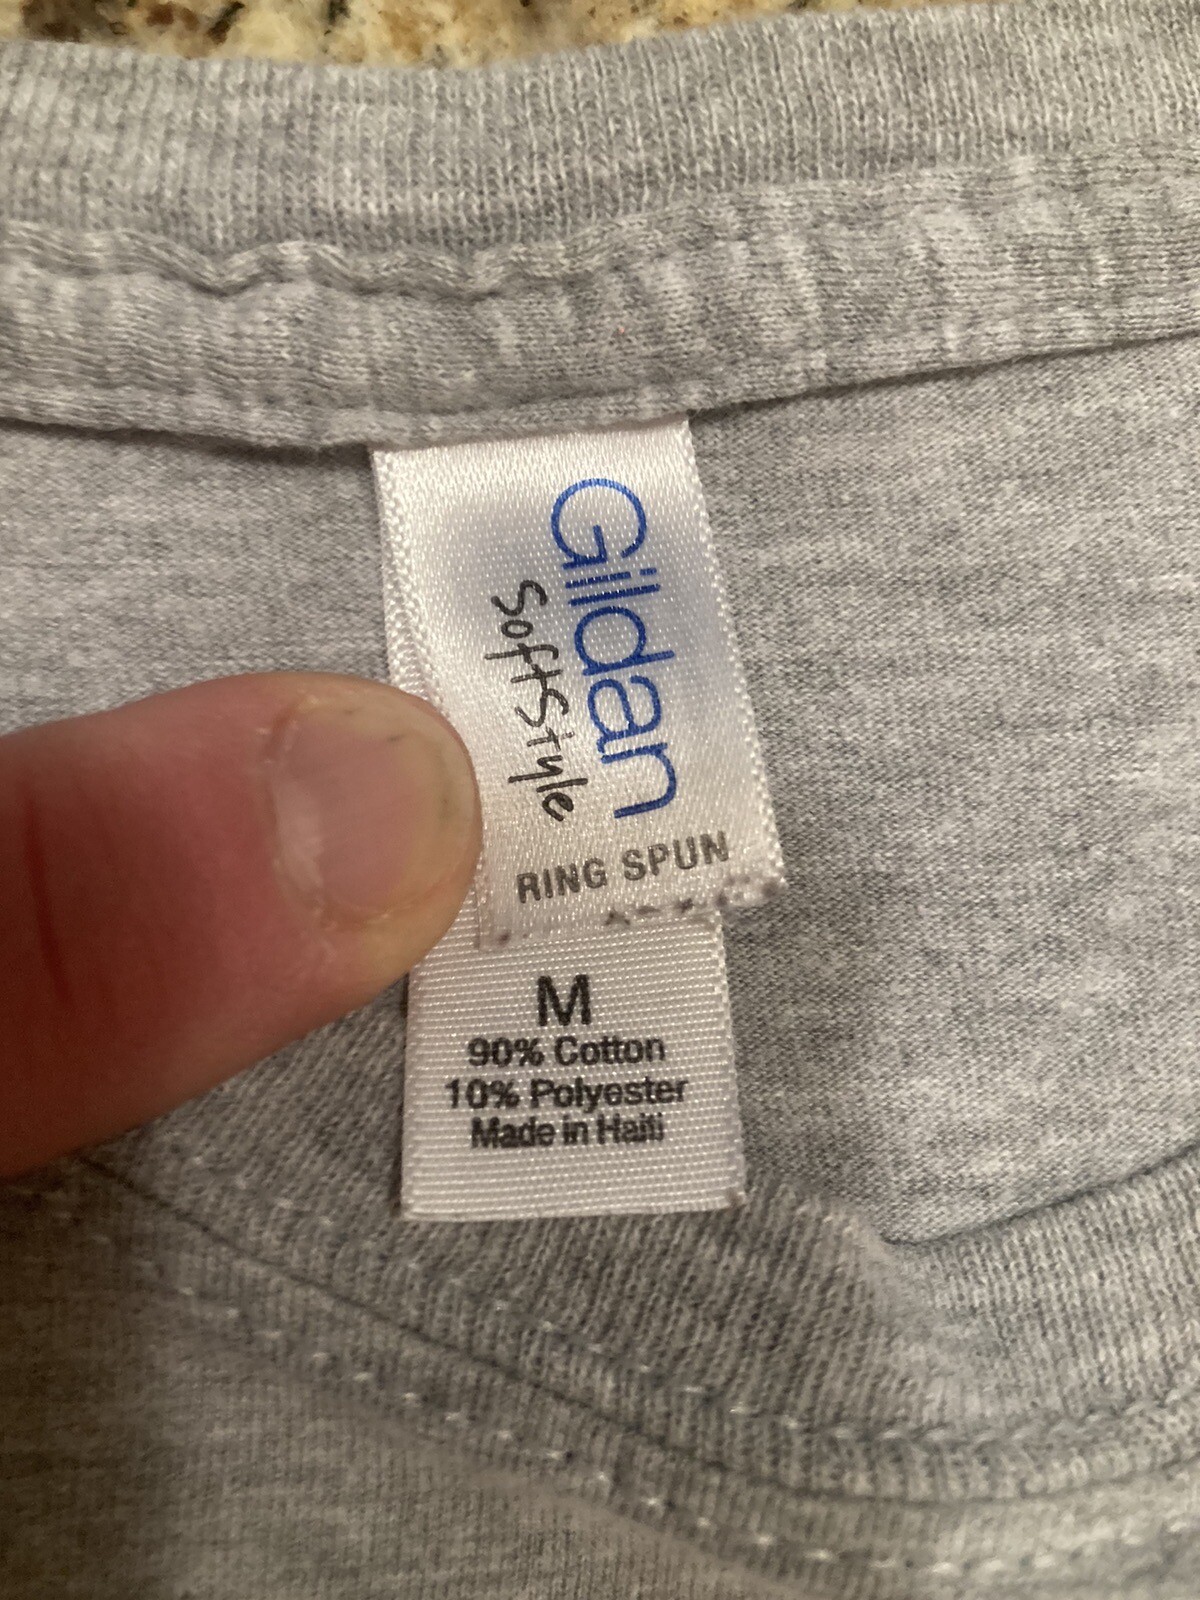 Gildan
SoftStyle
RING SPUN
M
90% Cotton
10% Polyester
Made in Haiti